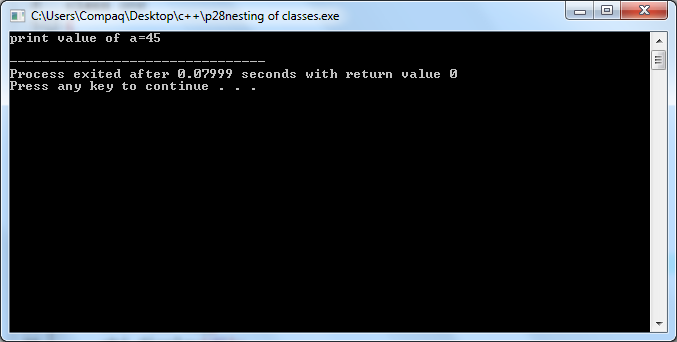 C:\Users\Compaq\Desktop\c++\p28nesting of classes.exe
print value of a=45
--------------------------------
Process exited after 0.07999 seconds with return value 0
Press any key to continue . . .